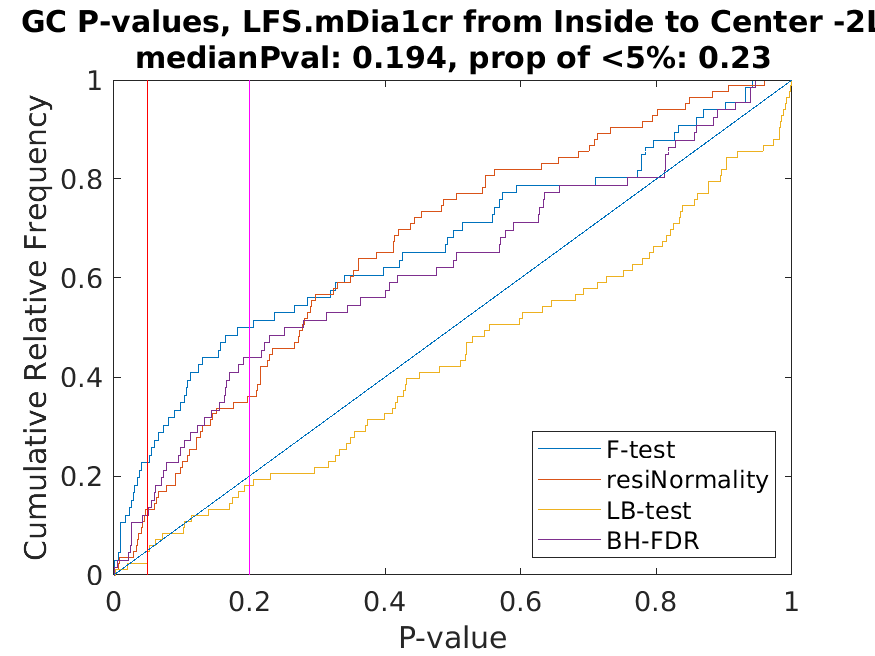 GC P-values, LFS.mDia1cr from Inside to Center -2L
medianPval: 0.194, prop of <5%: 0.23
1
0.8
0.6
0.4
0.2
0
Cumulative Relative Frequency
F-test
resiNormality
LB-test
BH-FDR
0 0.2 0.4 0.6 0.8 1
P-value